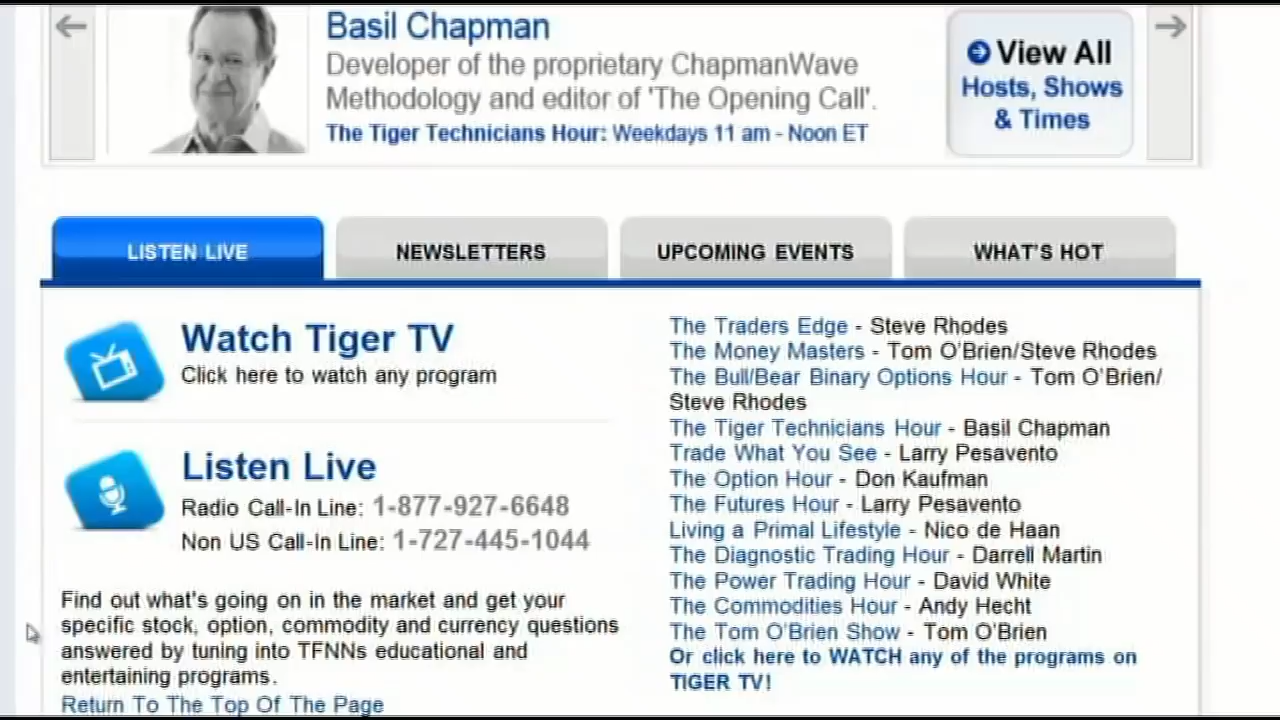 Basil Chapman
Developer of the proprietary ChapmanWave
Methodology and editor of 'The Opening Call'.
The Tiger Technicians Hour: Weekdays 11 am - Noon ET
View All
Hosts, Shows
& Times
LISTEN LIVE
NEWSLETTERS
UPCOMING EVENTS
WHAT'S HOT
Watch Tiger TV
Click here to watch any program
Listen Live
Radio Call-In Line: 1-877-927-6648
Non US Call-In Line: 1-727-445-1044
Find out what's going on in the market and get your
specific stock, option, commodity and currency questions
answered by tuning into TFNNs educational and
entertaining programs.
Return To The Top Of The Page
The Traders Edge - Steve Rhodes
The Money Masters - Tom O'Brien/Steve Rhodes
The Bull/Bear Binary Options Hour - Tom O'Brien/
Steve Rhodes
The Tiger Technicians Hour - Basil Chapman
Trade What You See - Larry Pesavento
The Option Hour - Don Kaufman
The Futures Hour - Larry Pesavento
Living a Primal Lifestyle - Nico de Haan
The Diagnostic Trading Hour - Darrell Martin
The Power Trading Hour - David White
The Commodities Hour - Andy Hecht
The Tom O'Brien Show - Tom O'Brien
Or click here to WATCH any of the programs on
TIGER TV!